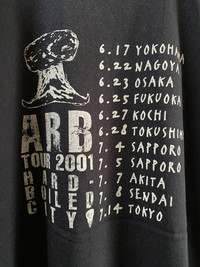 ARB
TOUR 2001
HARD-
BOILED
CITY
6.17 YOKOHAMA
6.22 NAGOYA
6.23 OSAKA
6.25 FUKUOKA
6.27 KOCHI
6.28 TOKUSHIMA
7.4 SAPPORO
7.5 SAPPORO
7.7 AKITA
7.8 SENDAI
7.14 TOKYO